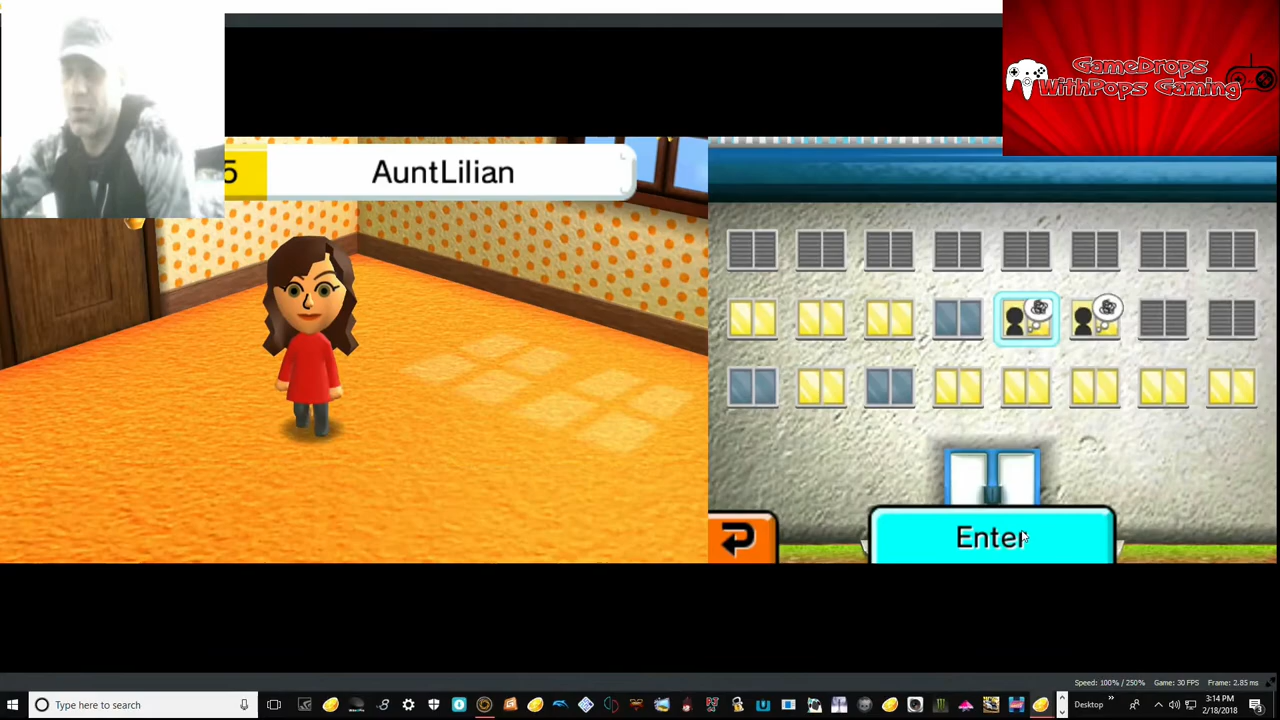 GameDrops
WithPops Gaming
5
AuntLilian
Enter
Speed: 100% / 250%
Game: 30 FPS
Frame: 2.85 ms
Type here to search
Desktop
3:14 PM
2/18/2018